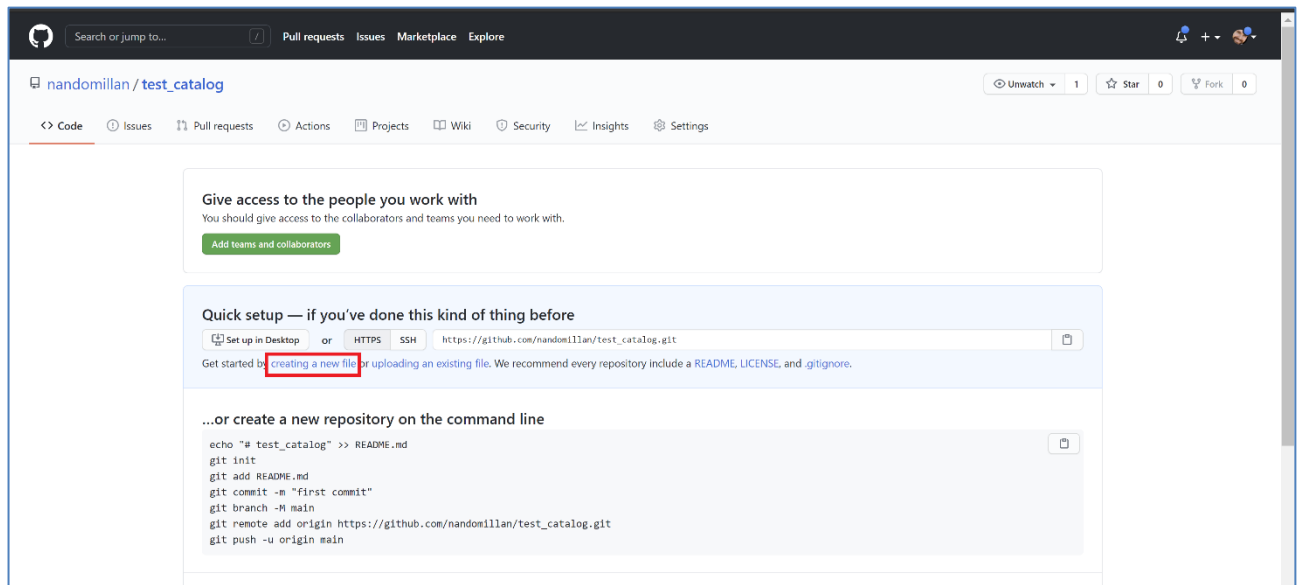 Search or jump to... / Pull requests Issues Marketplace Explore
nandomillan / test_catalog Unwatch 1 Star 0 Fork 0
<> Code Issues Pull requests Actions Projects Wiki Security Insights Settings
Give access to the people you work with
You should give access to the collaborators and teams you need to work with.
Add teams and collaborators
Quick setup — if you've done this kind of thing before
Set up in Desktop or HTTPS SSH https://github.com/nandomillan/test_catalog.git
Get started by creating a new file or uploading an existing file. We recommend every repository include a README, LICENSE, and .gitignore.
...or create a new repository on the command line
echo "# test_catalog" >> README.md
git init
git add README.md
git commit -m "first commit"
git branch -M main
git remote add origin https://github.com/nandomillan/test_catalog.git
git push -u origin main